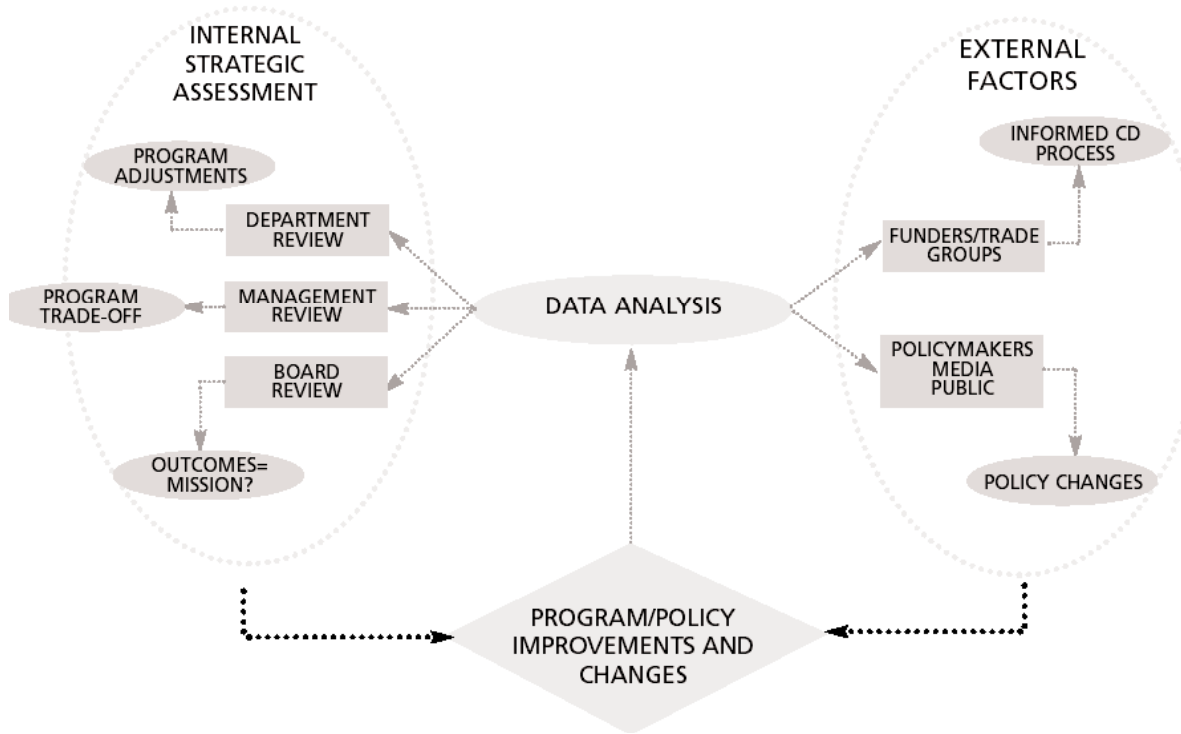 INTERNAL
STRATEGIC
ASSESSMENT
PROGRAM
ADJUSTMENTS
DEPARTMENT
REVIEW
PROGRAM
TRADE-OFF
MANAGEMENT
REVIEW
BOARD
REVIEW
OUTCOMES=
MISSION?
DATA ANALYSIS
EXTERNAL
FACTORS
INFORMED CD
PROCESS
FUNDERS/TRADE
GROUPS
POLICYMAKERS
MEDIA
PUBLIC
POLICY CHANGES
PROGRAM/POLICY
IMPROVEMENTS AND
CHANGES